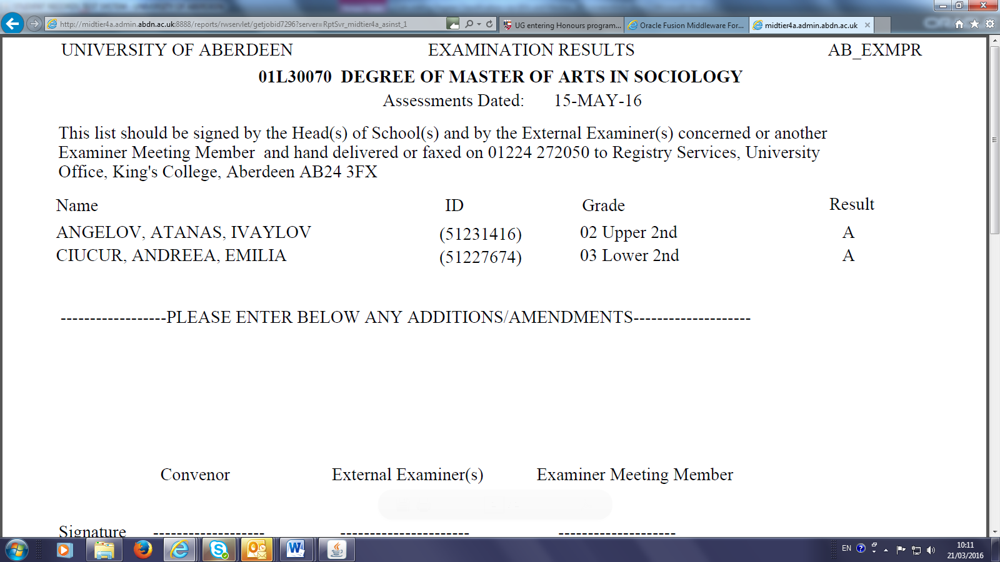 http://midtier4a.admin.abdn.ac.uk:8888/reports/rwservlet/getjobid7296?server=RptSvr_midtier4a_asinst_1
UG entering Honours program...
Oracle Fusion Middleware For...
midtier4a.admin.abdn.ac.uk
UNIVERSITY OF ABERDEEN EXAMINATION RESULTS AB_EXMPR
01L30070 DEGREE OF MASTER OF ARTS IN SOCIOLOGY
Assessments Dated: 15-MAY-16
This list should be signed by the Head(s) of School(s) and by the External Examiner(s) concerned or another
Examiner Meeting Member and hand delivered or faxed on 01224 272050 to Registry Services, University
Office, King's College, Aberdeen AB24 3FX
Name ID Grade Result
ANGELOV, ATANAS, IVAYLOV (51231416) 02 Upper 2nd A
CIUCUR, ANDREEA, EMILIA (51227674) 03 Lower 2nd A
------------------PLEASE ENTER BELOW ANY ADDITIONS/AMENDMENTS--------------------
Convenor External Examiner(s) Examiner Meeting Member
Signature ------------------- ---------------------- --------------------
EN
10:11
21/03/2016